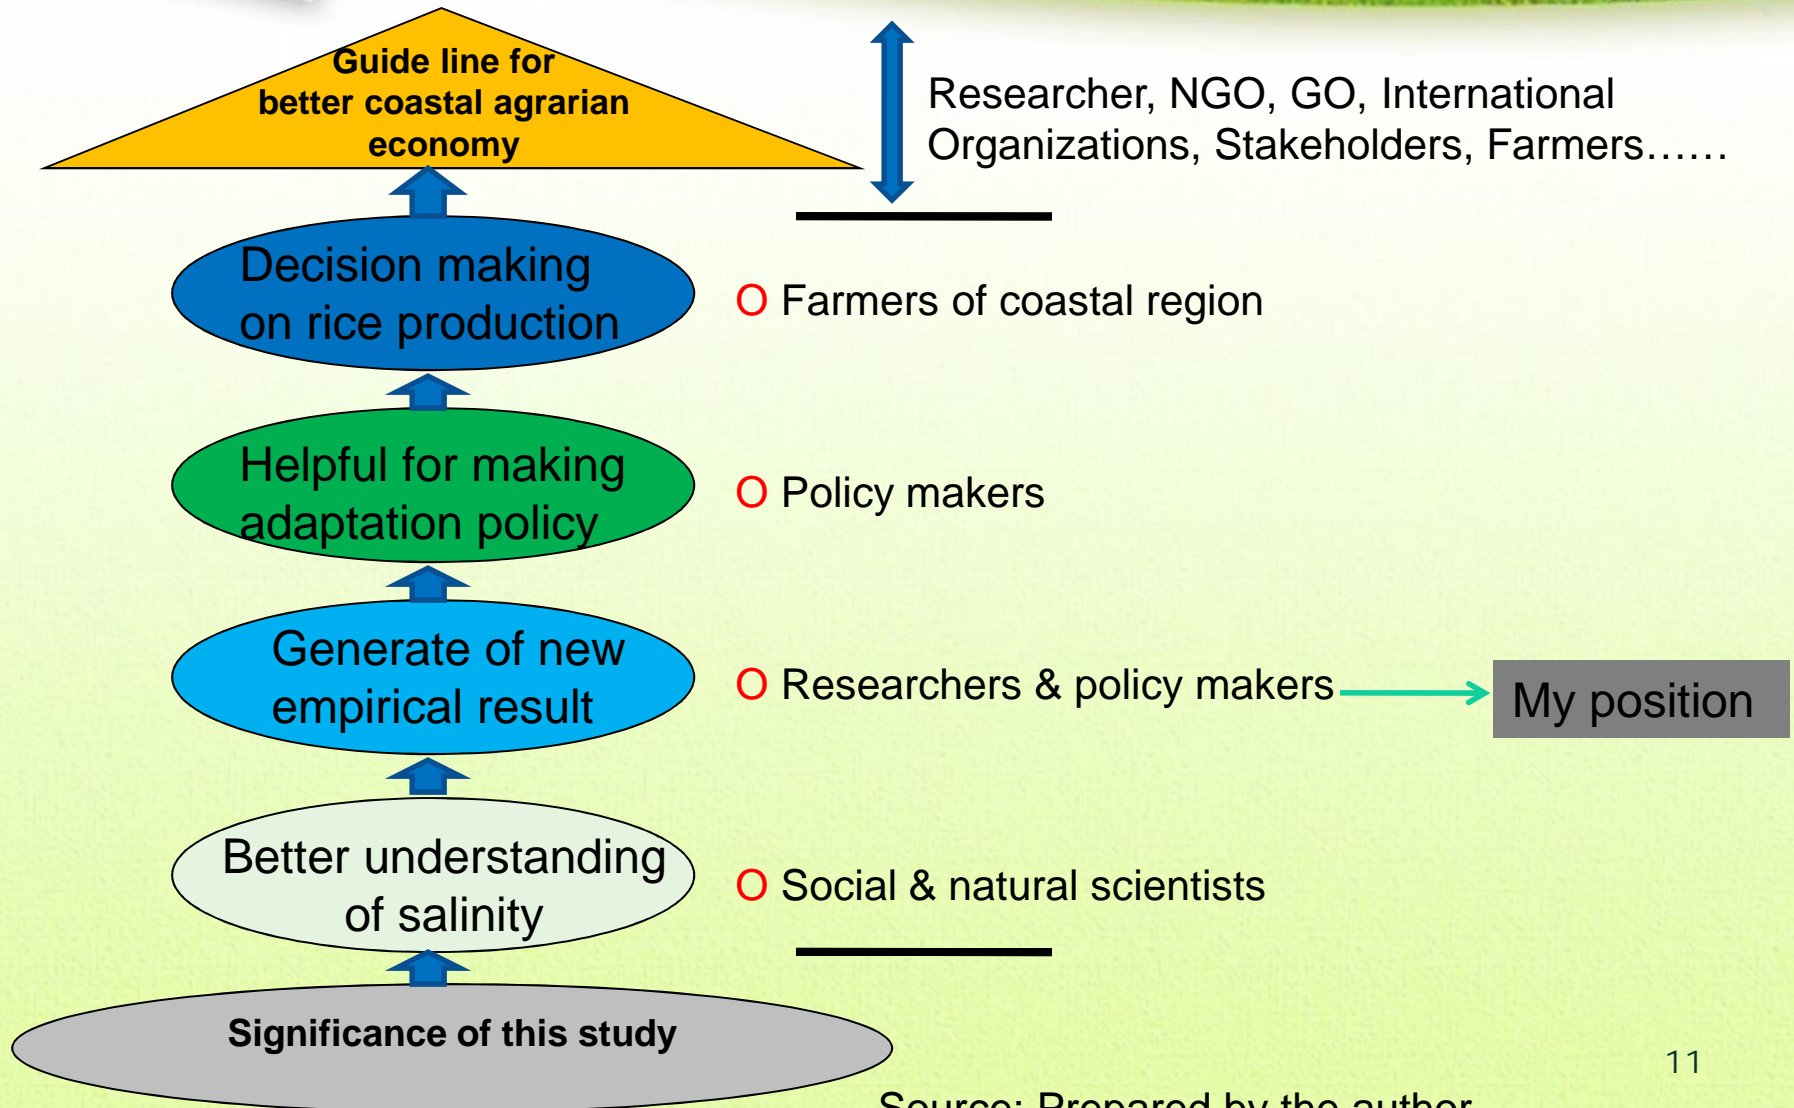 Guide line for
better coastal agrarian
economy
Researcher, NGO, GO, International
Organizations, Stakeholders, Farmers……
Decision making
on rice production
O Farmers of coastal region
Helpful for making
adaptation policy
O Policy makers
Generate of new
empirical result
O Researchers & policy makers
My position
Better understanding
of salinity
O Social & natural scientists
Significance of this study
11
Source: Prepared by the author